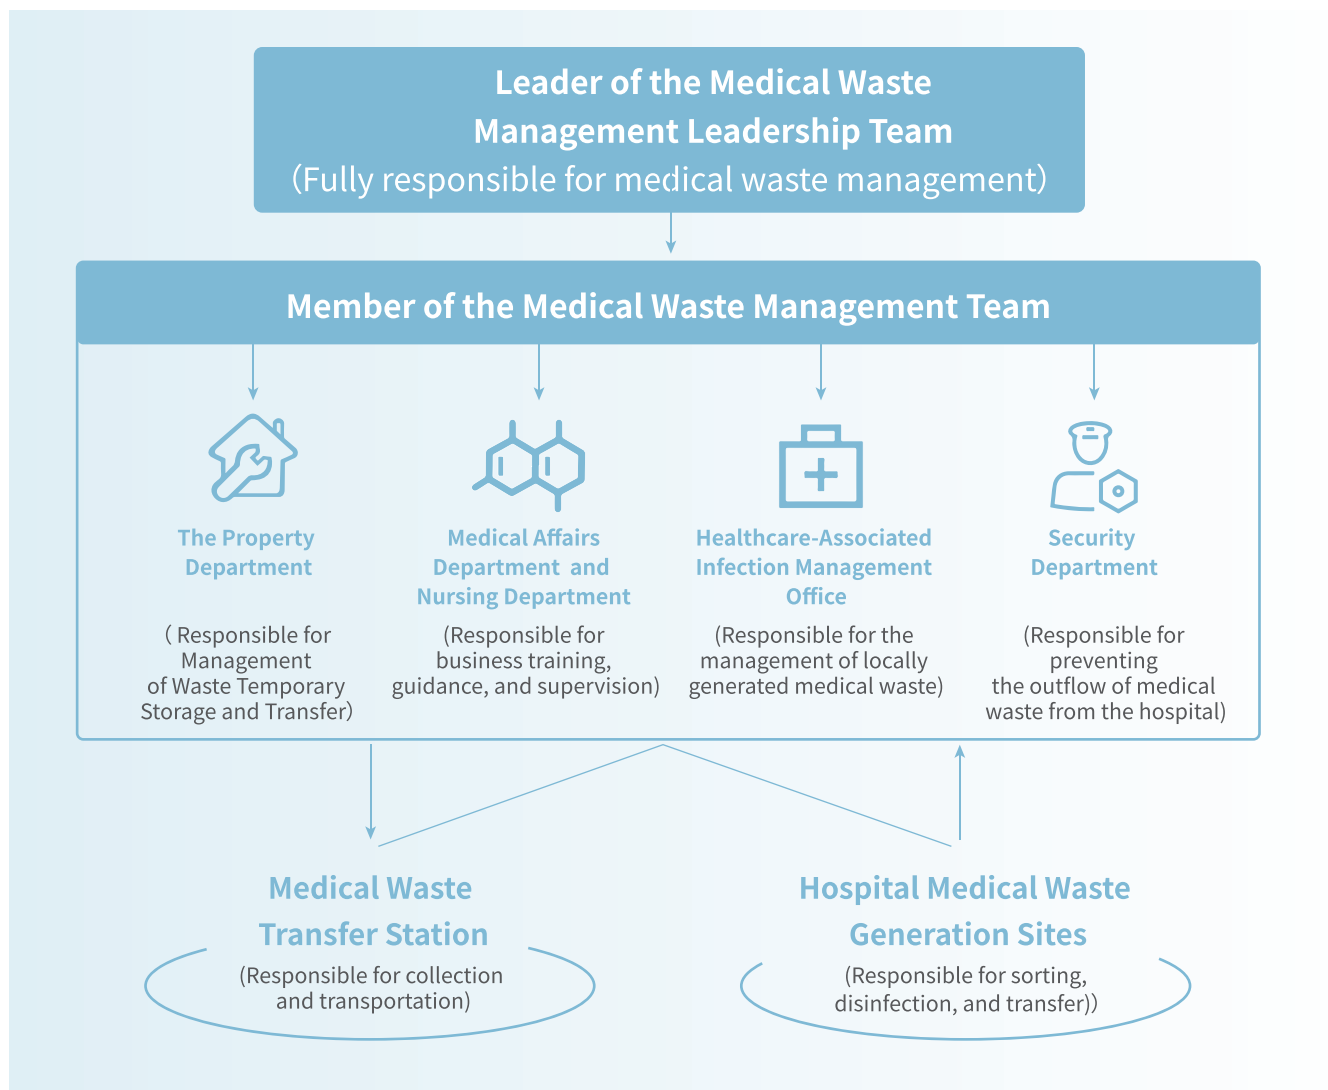 Leader of the Medical Waste
Management Leadership Team
（Fully responsible for medical waste management）
Member of the Medical Waste Management Team
The Property
Department
（ Responsible for
Management
of Waste Temporary
Storage and Transfer）
Medical Affairs
Department and
Nursing Department
(Responsible for
business training,
guidance, and supervision)
Healthcare-Associated
Infection Management
Office
(Responsible for the
management of locally
generated medical waste)
Security
Department
(Responsible for
preventing
the outflow of medical
waste from the hospital)
Medical Waste
Transfer Station
(Responsible for collection
and transportation)
Hospital Medical Waste
Generation Sites
(Responsible for sorting,
disinfection, and transfer)）